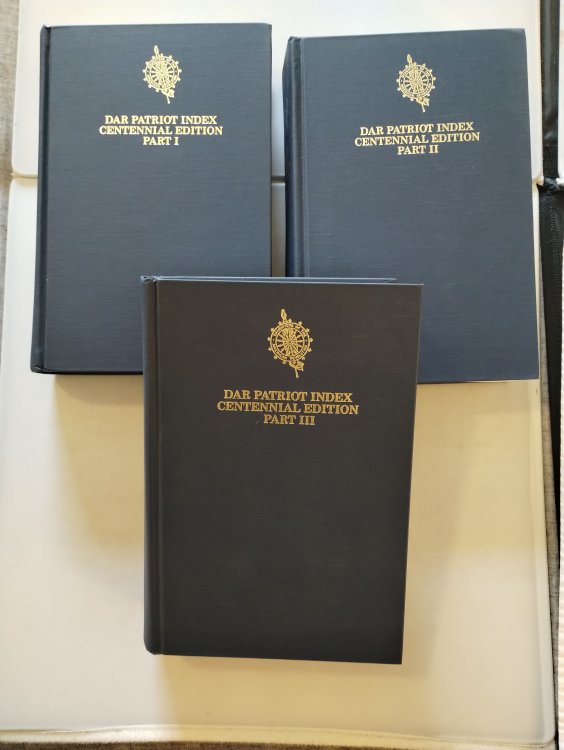 DAR PATRIOT INDEX
CENTENNIAL EDITION
PART I
DAR PATRIOT INDEX
CENTENNIAL EDITION
PART II
DAR PATRIOT INDEX
CENTENNIAL EDITION
PART III